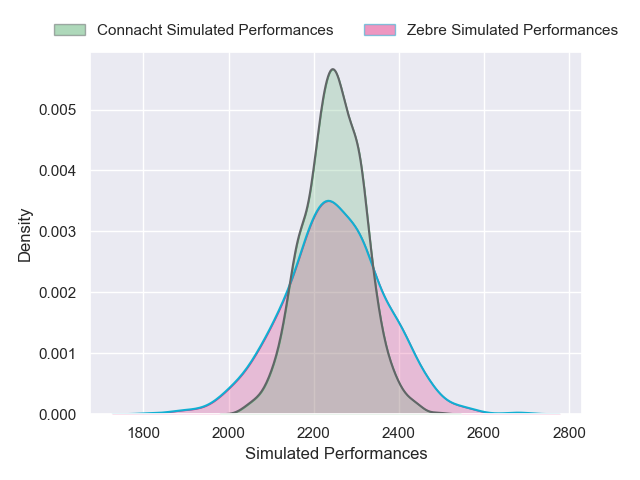 Connacht Simulated Performances
Zebre Simulated Performances
0.005
0.004
0.003
0.002
0.001
0.000
Density
1800 2000 2200 2400 2600 2800
Simulated Performances